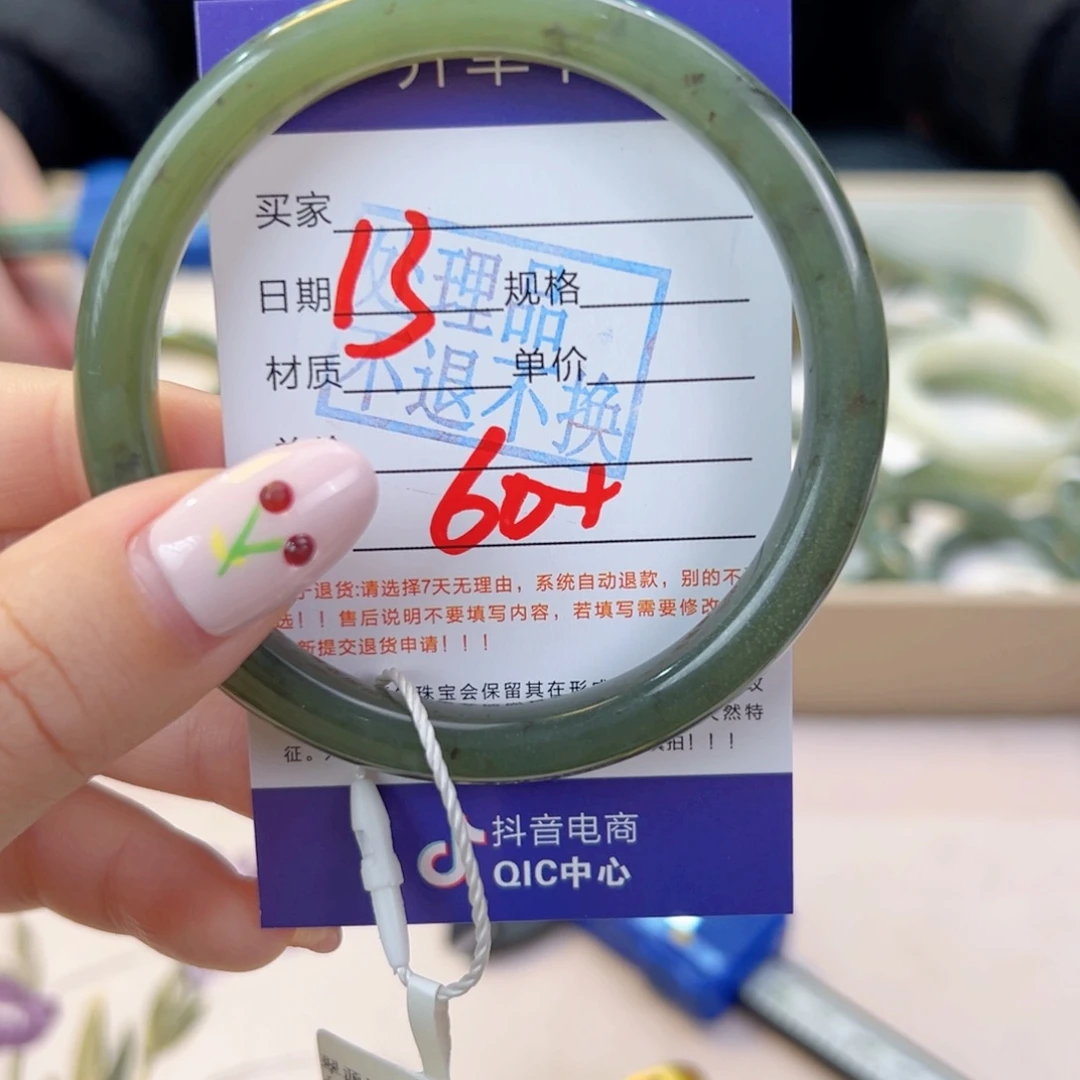 买家
日期 13 规格
材质 单价
处理品
不退不换
60+
退货:请选择7天无理由，系统自动退款，别的不
选！！售后说明不要填写内容，若填写需要修改
新提交退货申请！！！
珠宝会保留其在形成
然特
征。
拍！！！
抖音电商
QIC中心